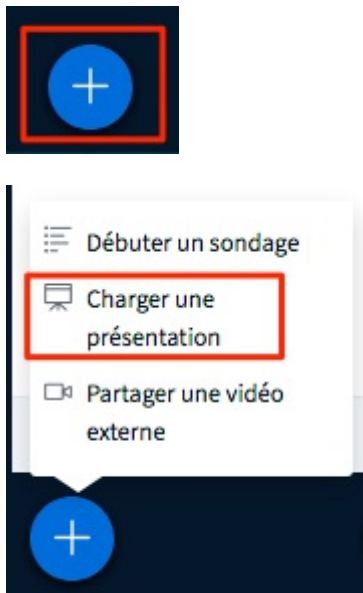 Débuter un sondage
Charger une
présentation
Partager une vidéo
externe